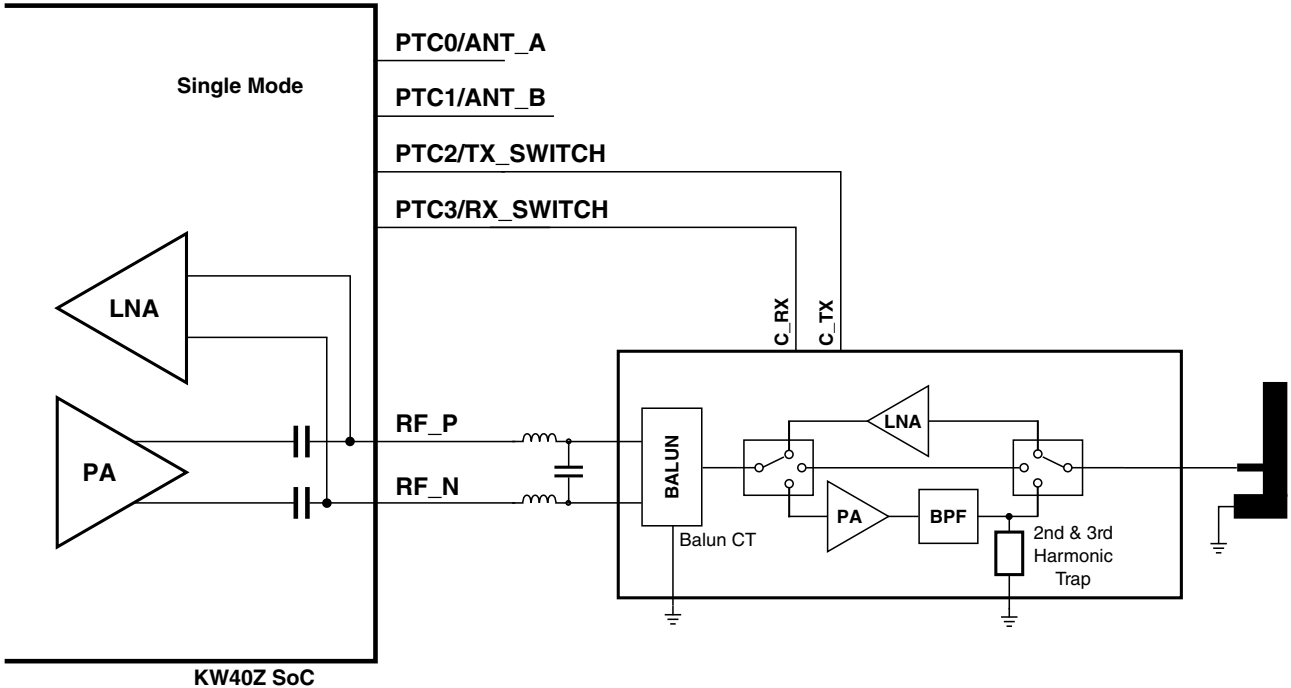 PTC0/ANT_A
Single Mode
PTC1/ANT_B
PTC2/TX_SWITCH
PTC3/RX_SWITCH
LNA
C_RX
C_TX
RF_P
LNA
PA
BALUN
RF_N
PA
BPF
Balun CT
2nd & 3rd
Harmonic
Trap
KW40Z SoC